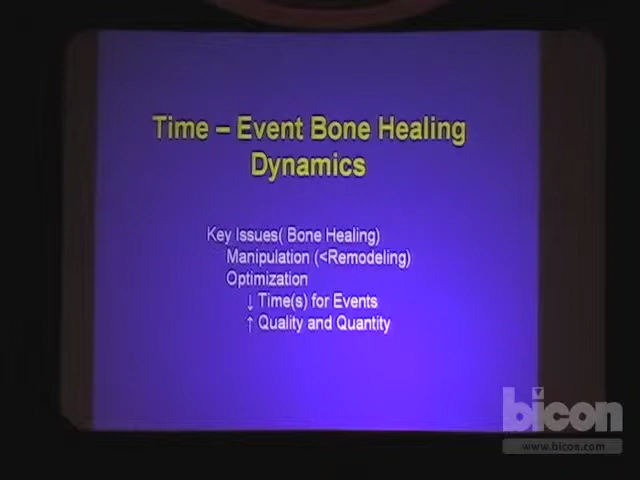 Time – Event Bone Healing
Dynamics
Key Issues( Bone Healing)
Manipulation (<Remodeling)
Optimization
↓ Time(s) for Events
↑ Quality and Quantity
bicon
www.bicon.com